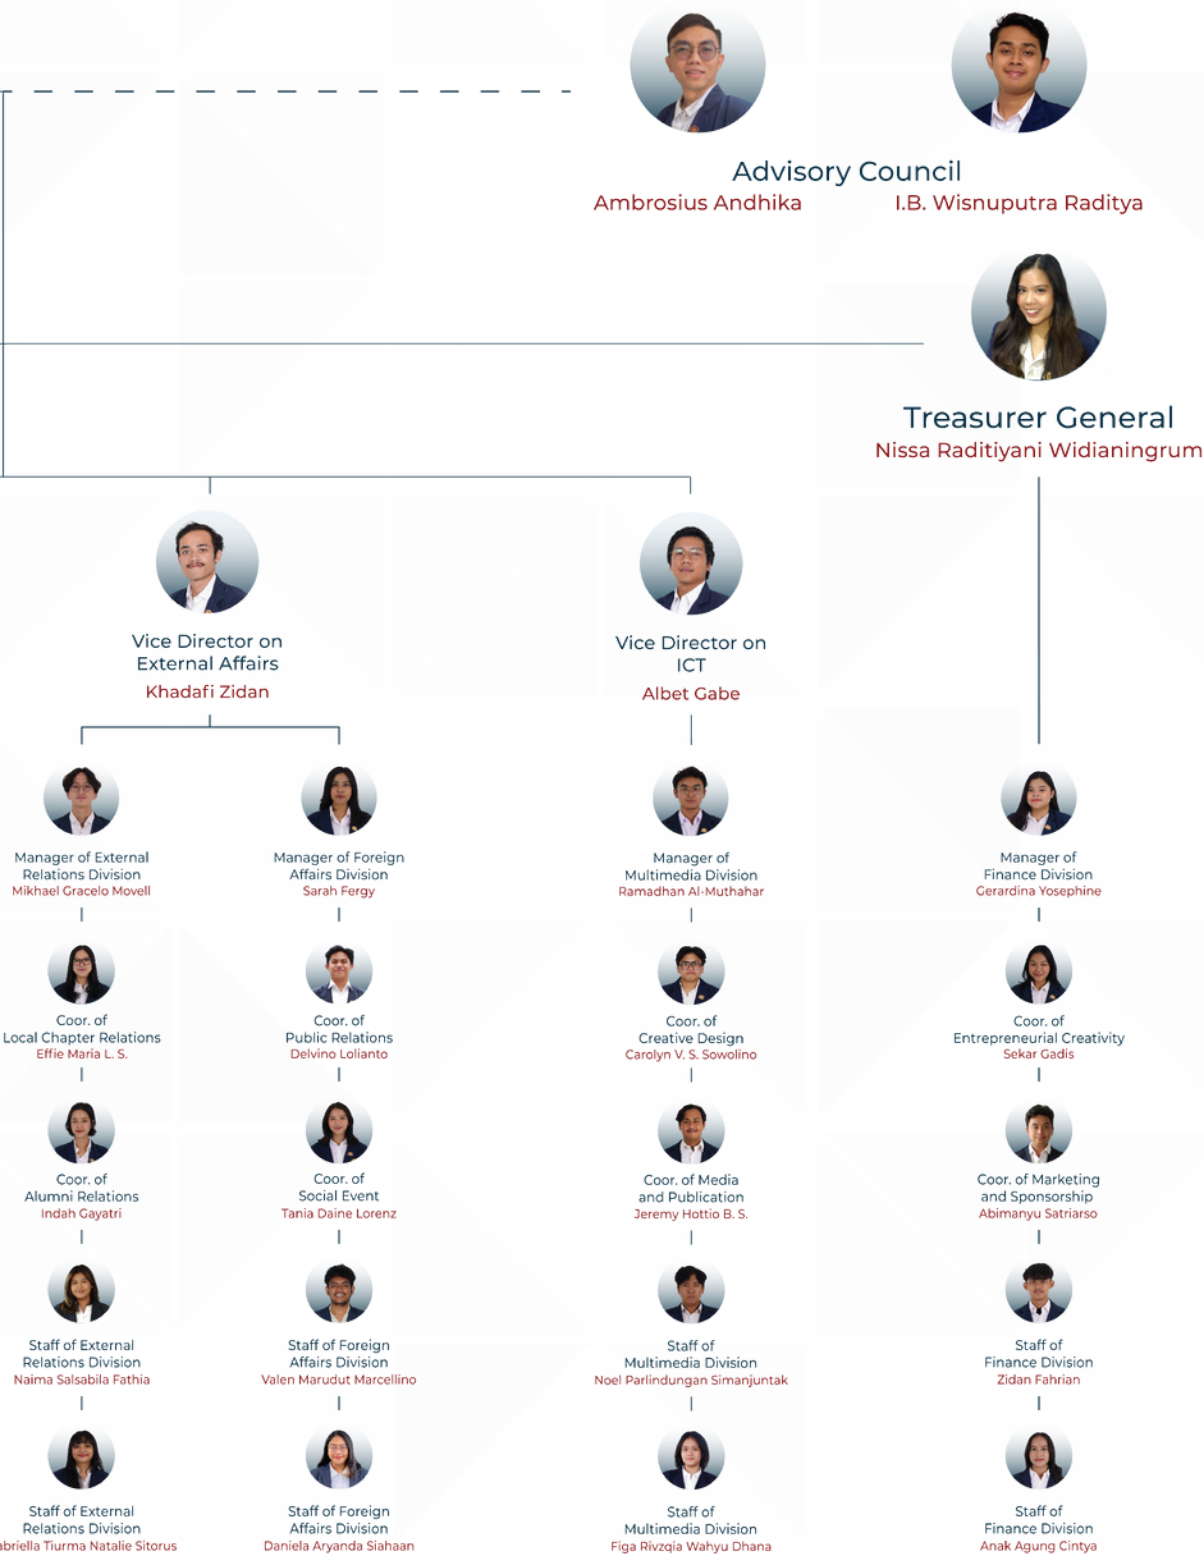 Advisory Council
Ambrosius Andhika
I.B. Wisnuputra Raditya
Treasurer General
Nissa Raditiyani Widianingrum
Vice Director on
External Affairs
Khadafi Zidan
Vice Director on
ICT
Albet Gabe
Manager of External
Relations Division
Mikhael Gracelo Movell
Manager of Foreign
Affairs Division
Sarah Fergy
Manager of
Multimedia Division
Ramadhan Al-Muthahar
Manager of
Finance Division
Gerardina Yosephine
Coor. of
Local Chapter Relations
Effie Maria L. S.
Coor. of
Public Relations
Delvino Lolianto
Coor. of
Creative Design
Carolyn V. S. Sowolino
Coor. of
Entrepreneurial Creativity
Sekar Gadis
Coor. of
Alumni Relations
Indah Gayatri
Coor. of
Social Event
Tania Daine Lorenz
Coor. of Media
and Publication
Jeremy Hottio B. S.
Coor. of Marketing
and Sponsorship
Abimanyu Satriarso
Staff of External
Relations Division
Naima Salsabila Fathia
Staff of Foreign
Affairs Division
Valen Marudut Marcellino
Staff of
Multimedia Division
Noel Parlindungan Simanjuntak
Staff of
Finance Division
Zidan Fahrian
Staff of External
Relations Division
abriella Tiurma Natalie Sitorus
Staff of Foreign
Affairs Division
Daniela Aryanda Siahaan
Staff of
Multimedia Division
Figa Rivzqia Wahyu Dhana
Staff of
Finance Division
Anak Agung Cintya